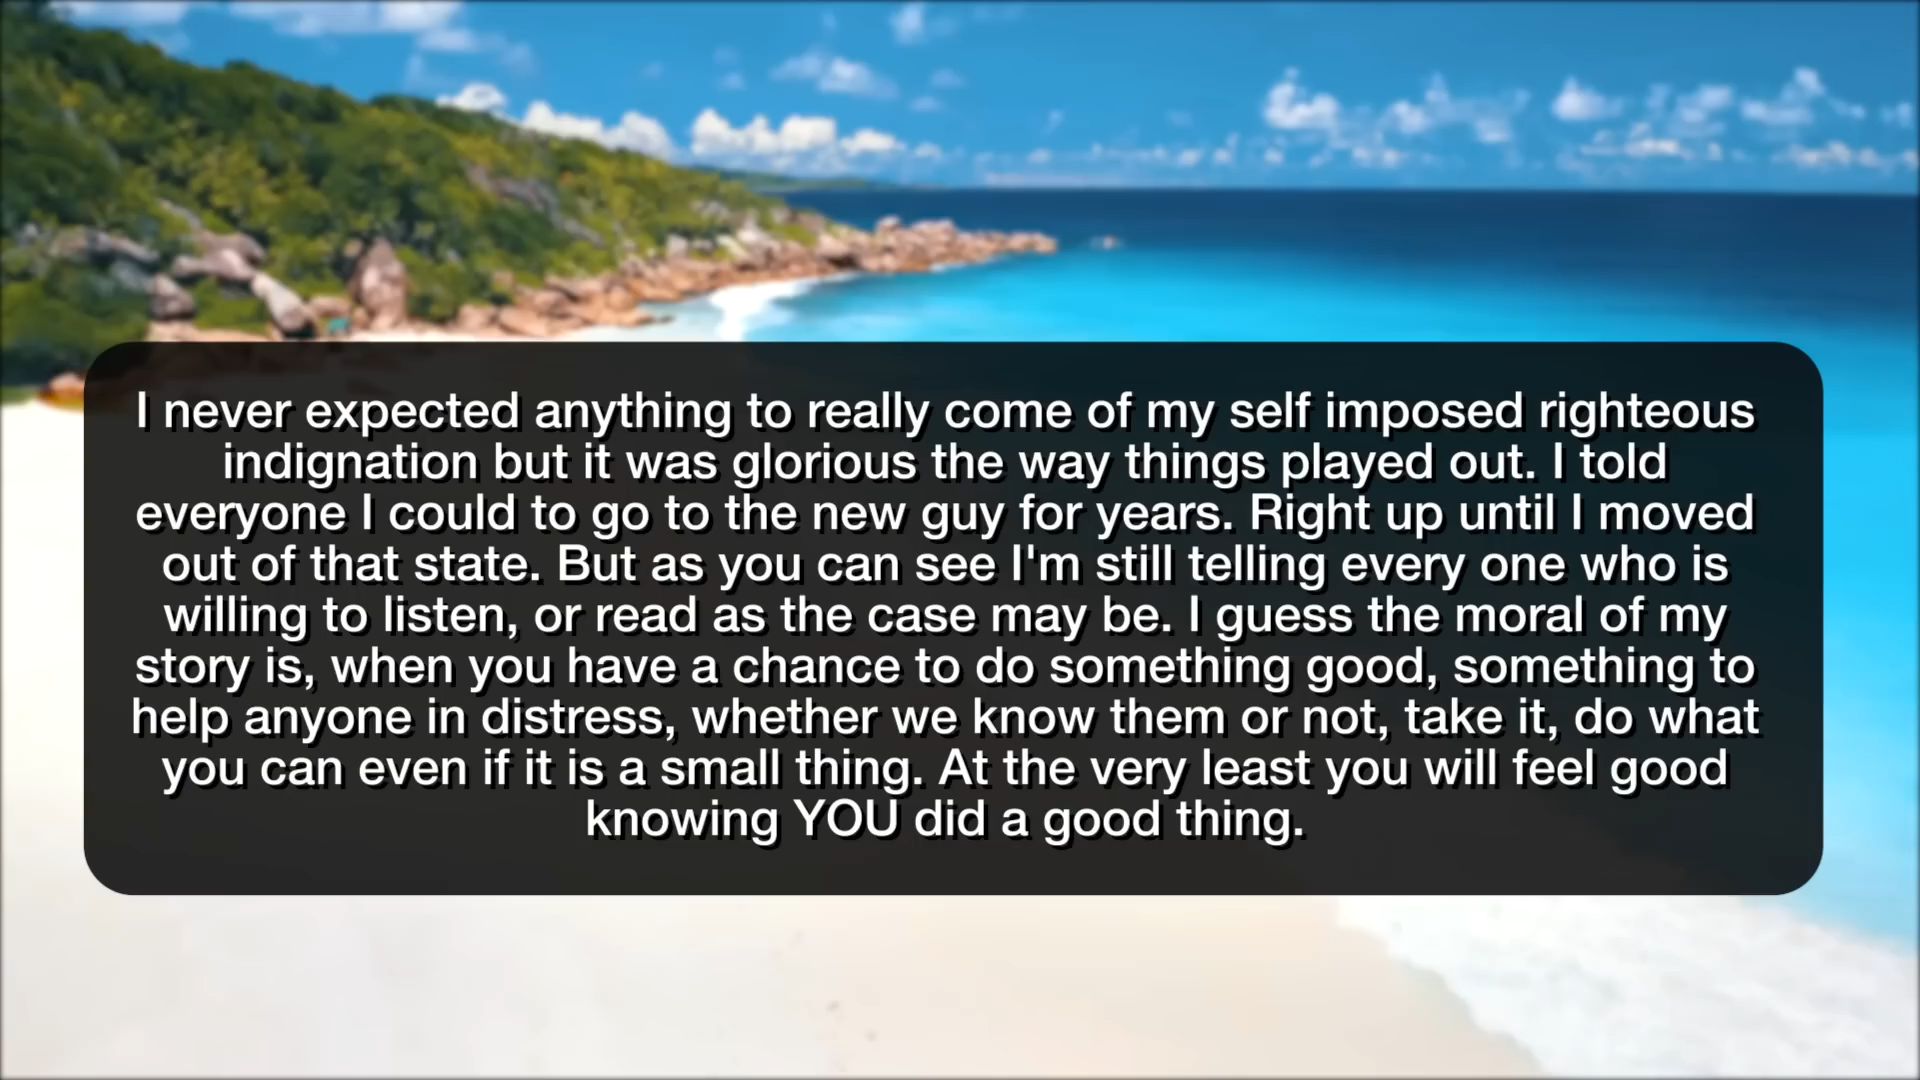 I never expected anything to really come of my self imposed righteous
indignation but it was glorious the way things played out. I told
everyone I could to go to the new guy for years. Right up until I moved
out of that state. But as you can see I'm still telling every one who is
willing to listen, or read as the case may be. I guess the moral of my
story is, when you have a chance to do something good, something to
help anyone in distress, whether we know them or not, take it, do what
you can even if it is a small thing. At the very least you will feel good
knowing YOU did a good thing.